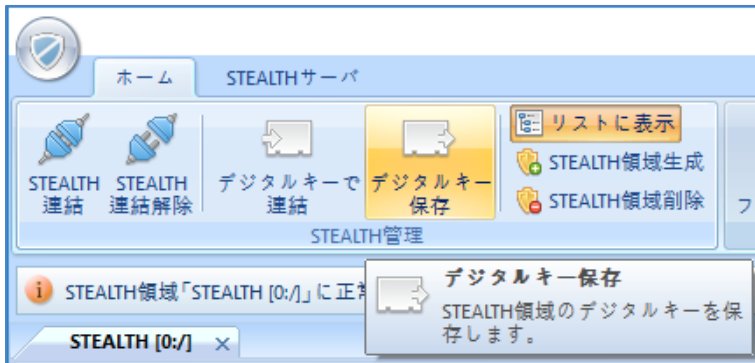 ホーム
STEALTHサーバ
STEALTH
連結
STEALTH
連結解除
デジタルキーで
連結
デジタルキー
保存
リストに表示
STEALTH領域生成
STEALTH領域削除
フ
STEALTH管理
STEALTH領域「STEALTH [0:/]」に正
デジタルキー保存
STEALTH領域のデジタルキーを保
存します。
STEALTH [0:/]